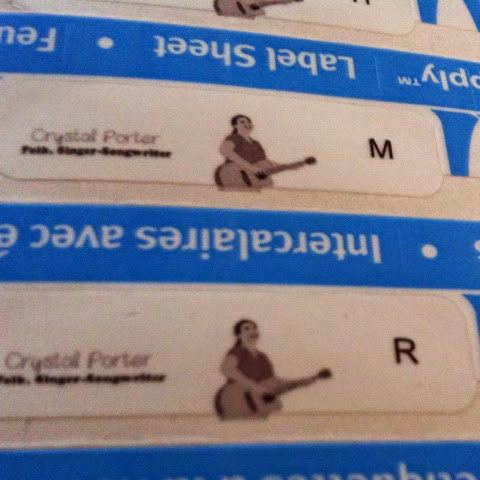 pply™ Label Sheet • Feu
Crystal Porter
Folk, Singer-Songwriter
M
• Intercalaires avec é
Crystal Porter
Folk, Singer-Songwriter
R